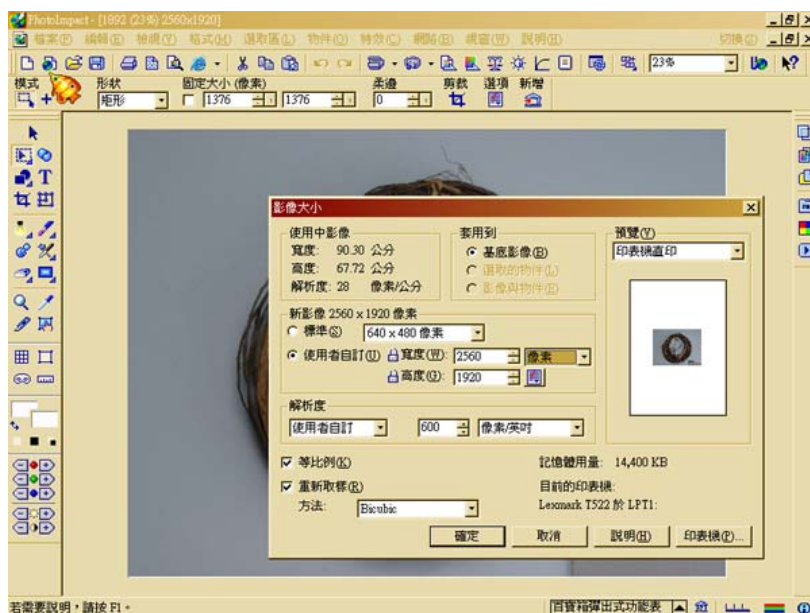 PhotoImpact - [1892 (23%) 2560x1920]
檔案(F) 編輯(E) 檢視(V) 格式(M) 選取區(L) 物件(O) 特效(C) 網路(B) 視窗(W) 說明(H) 切換(Z)
23%
模式 形狀 固定大小 (像素) 柔邊 剪裁 選項 新增
矩形 1376 1376 0
影像大小
使用中影像
寬度: 90.30 公分
高度: 67.72 公分
解析度: 28 像素/公分
套用到
基底影像(B)
選取的物件(L)
影像與物件(E)
預覽(Y)
印表機直印
新影像 2560 x 1920 像素
標準(S) 640 x 480 像素
使用者自訂(U) 寬度(W): 2560 像素
高度(G): 1920
解析度
使用者自訂 600 像素/英吋
等比例(K)
重新取樣(R)
方法: Bicubic
記憶體用量: 14,400 KB
目前的印表機:
Lexmark T522 於 LPT1:
確定 取消 說明(H) 印表機(P)...
若需要說明，請按 F1。
百寶箱彈出式功能表